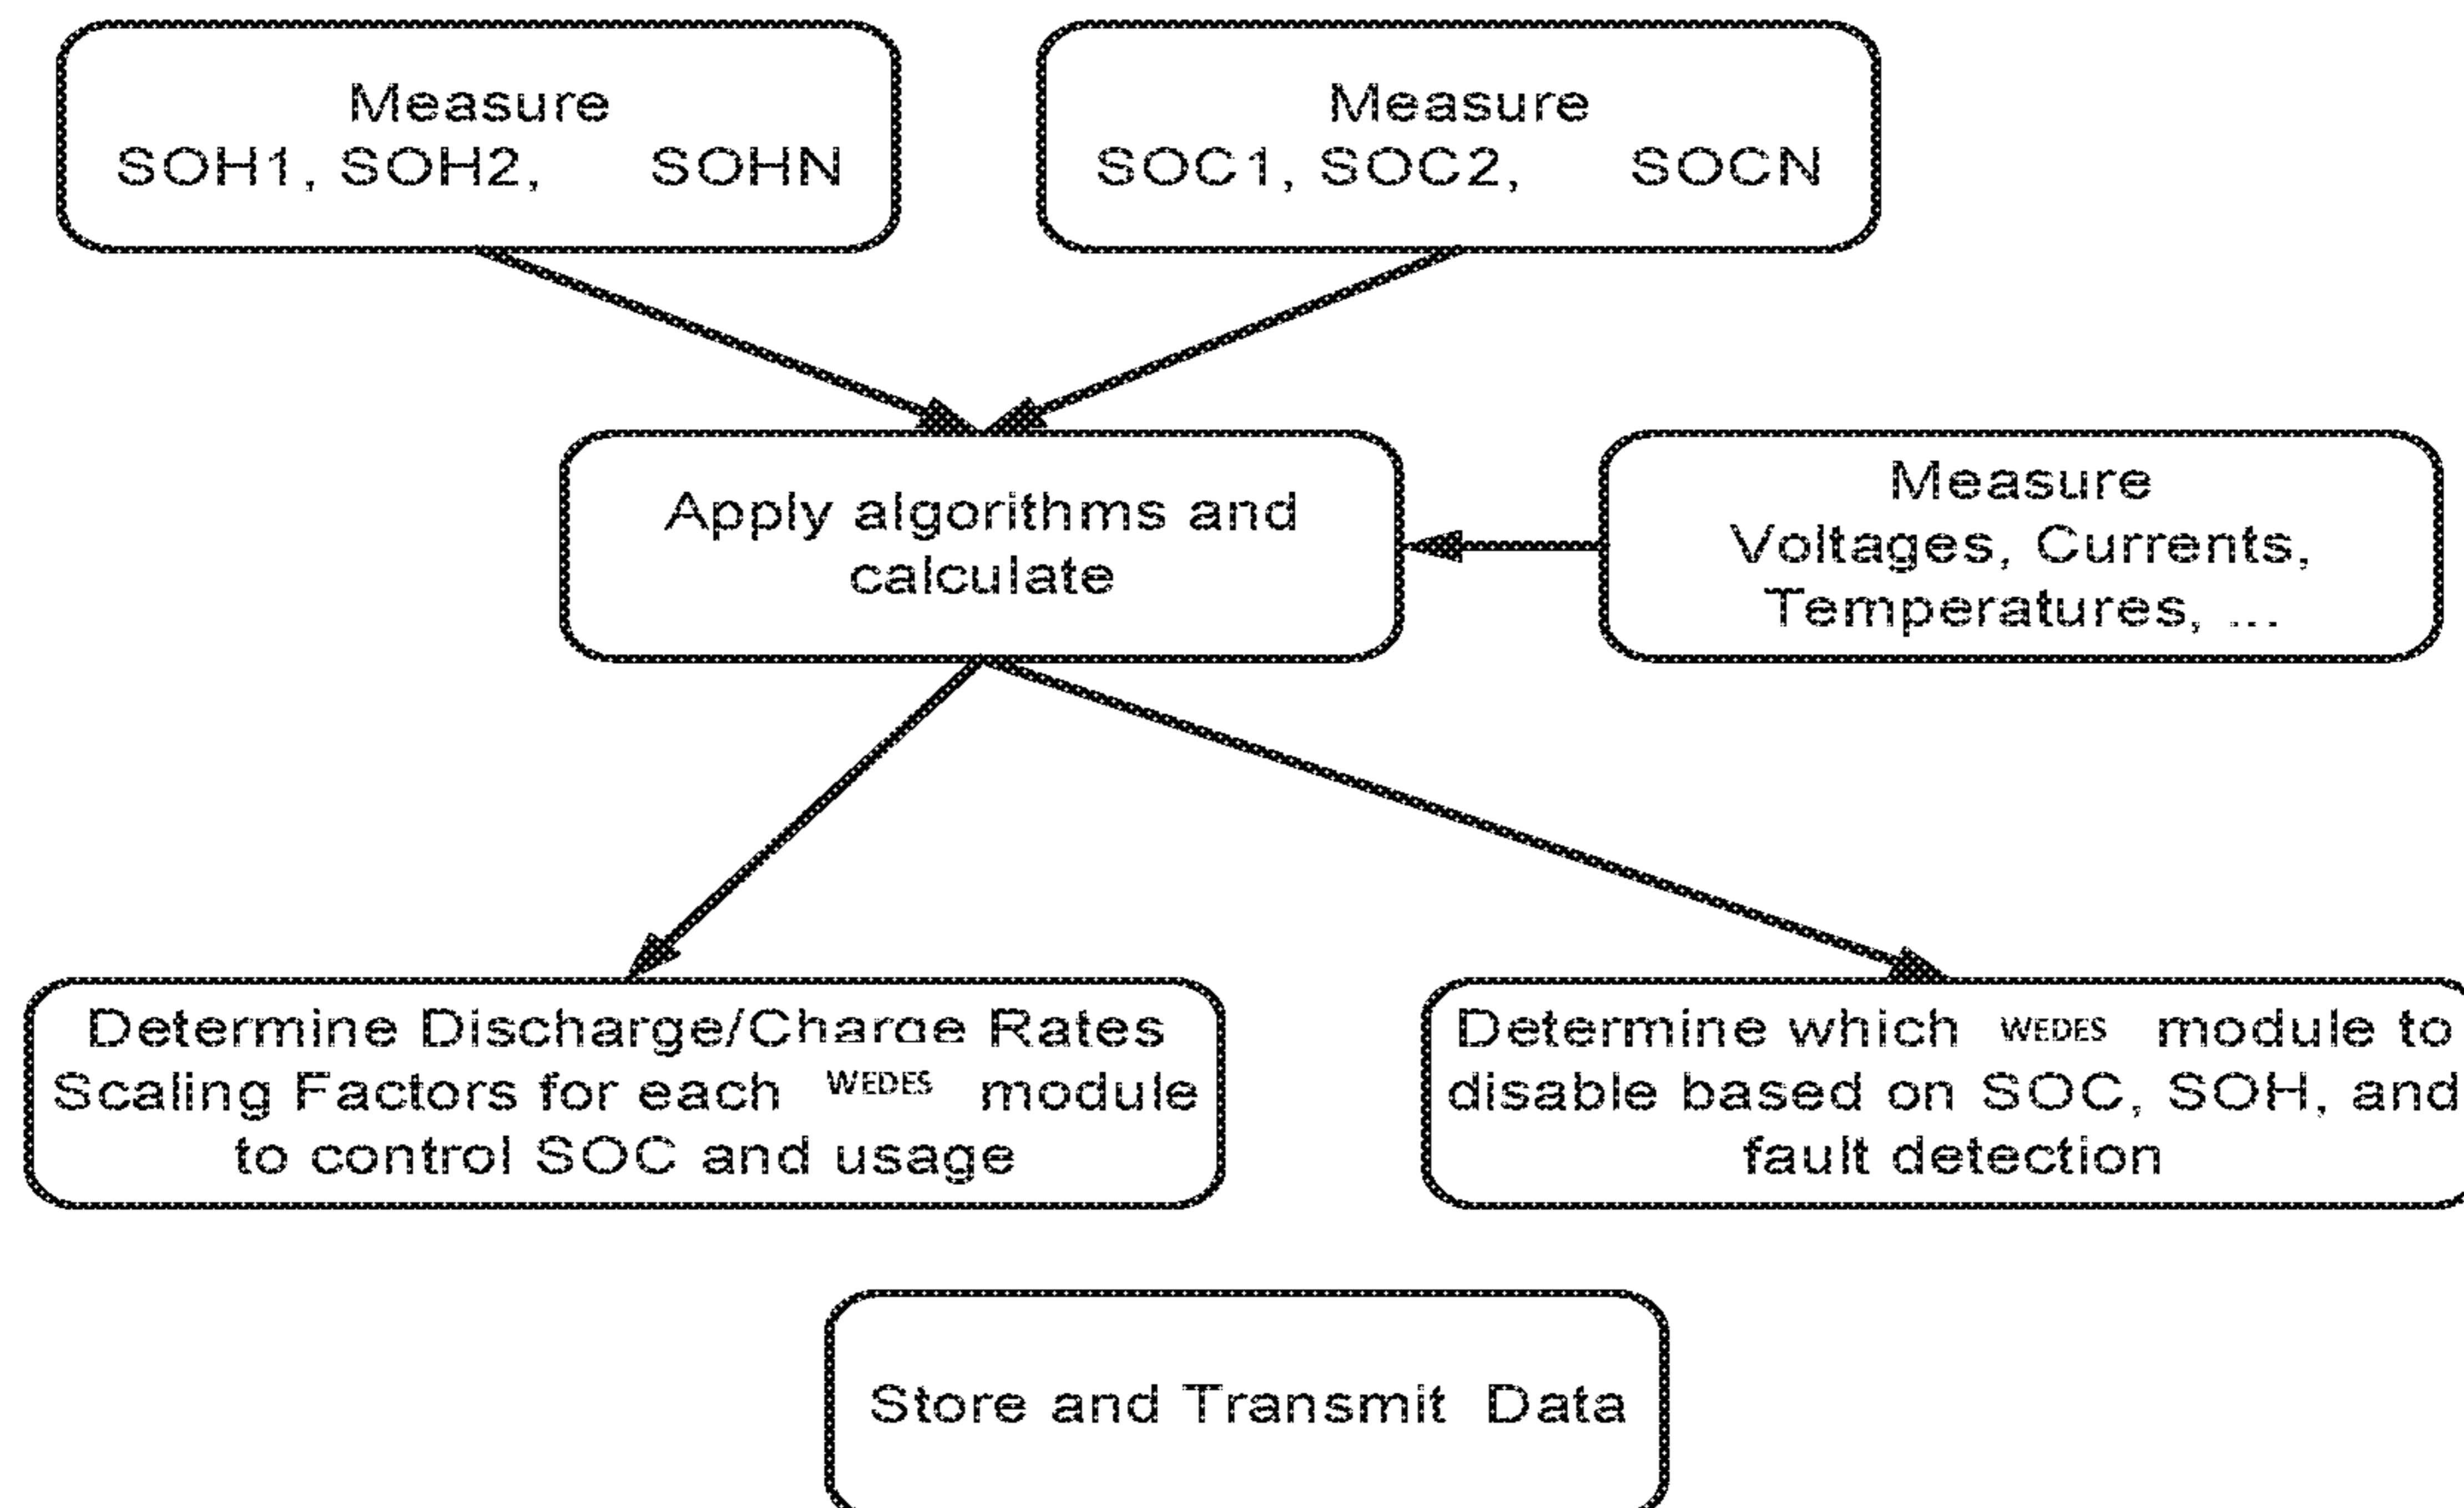 Measure
SOH1, SOH2, SOHN
Measure
SOC1, SOC2, SOCN
Apply algorithms and
calculate
Measure
Voltages, Currents,
Temperatures, ...
Determine Discharge/Charge Rates
Scaling Factors for each WEDES module
to control SOC and usage
Determine which WEDES module to
disable based on SOC, SOH, and
fault detection
Store and Transmit Data